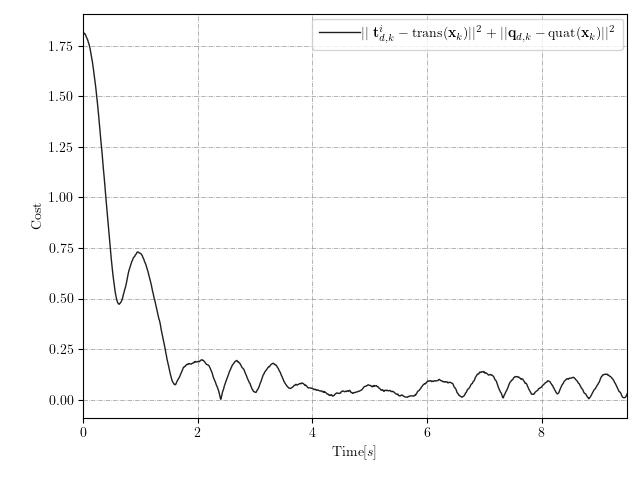 || t^i_{d,k} − trans(x_k)||^2 + ||q_{d,k} − quat(x_k)||^2
1.75
1.50
1.25
1.00
0.75
0.50
0.25
0.00
Cost
0 2 4 6 8
Time[s]